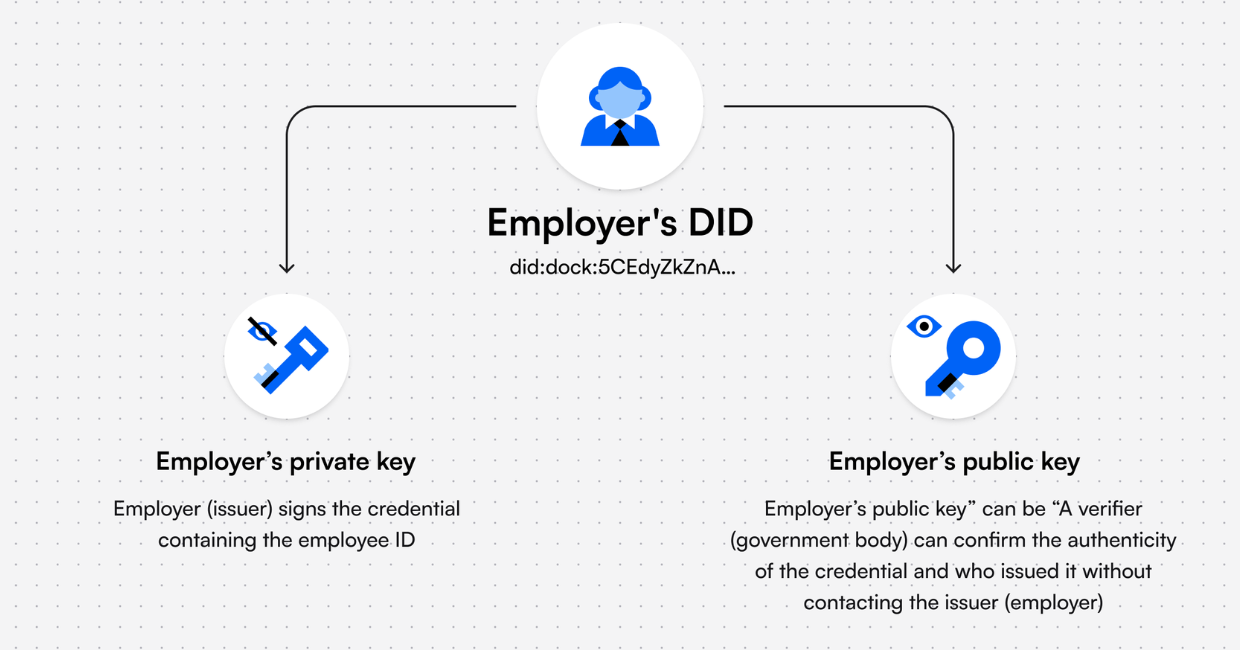 Employer's DID
did:dock:5CEdyZkZnA...
Employer’s private key
Employer (issuer) signs the credential
containing the employee ID
Employer’s public key
Employer’s public key” can be “A verifier
(government body) can confirm the authenticity
of the credential and who issued it without
contacting the issuer (employer)